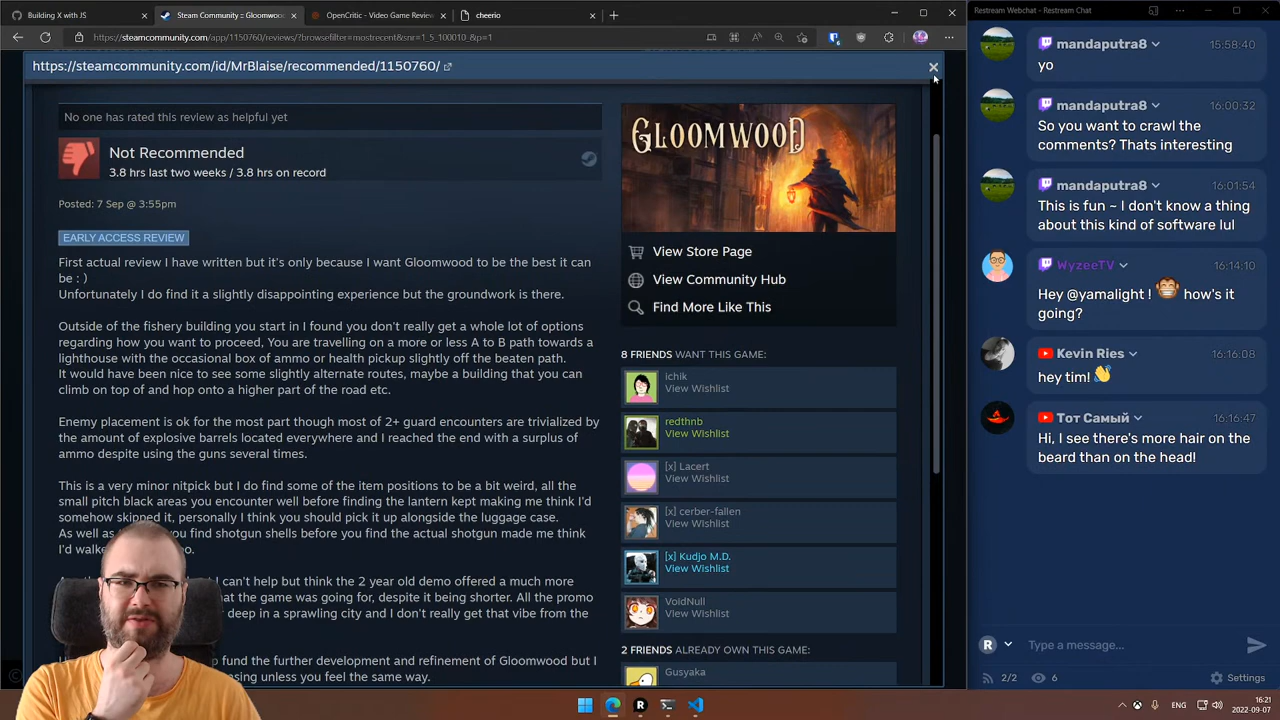 Building X with JS
Steam Community :: Gloomwoo
OpenCritic - Video Game Review
cheerio
https://steamcommunity.com/app/1150760/reviews/?browsefilter=mostrecent&snr=1_5_100010_&p=1
https://steamcommunity.com/id/MrBlaise/recommended/1150760/
No one has rated this review as helpful yet
Not Recommended
3.8 hrs last two weeks / 3.8 hrs on record
Posted: 7 Sep @ 3:55pm
EARLY ACCESS REVIEW
First actual review I have written but it's only because I want Gloomwood to be the best it can
be : )
Unfortunately I do find it a slightly disappointing experience but the groundwork is there.
Outside of the fishery building you start in I found you don't really get a whole lot of options
regarding how you want to proceed, You are travelling on a more or less A to B path towards a
lighthouse with the occasional box of ammo or health pickup slightly off the beaten path.
It would have been nice to see some slightly alternate routes, maybe a building that you can
climb on top of and hop onto a higher part of the road etc.
Enemy placement is ok for the most part though most of 2+ guard encounters are trivialized by
the amount of explosive barrels located everywhere and I reached the end with a surplus of
ammo despite using the guns several times.
This is a very minor nitpick but I do find some of the item positions to be a bit weird, all the
small pitch black areas you encounter well before finding the lantern kept making me think I'd
somehow skipped it, personally I think you should pick it up alongside the luggage case.
As well as you find shotgun shells before you find the actual shotgun made me think
I'd walke
I can't help but think the 2 year old demo offered a much more
at the game was going for, despite it being shorter. All the promo
deep in a sprawling city and I don't really get that vibe from the
fund the further development and refinement of Gloomwood but I
sing unless you feel the same way.
GLOOMWOOD
View Store Page
View Community Hub
Find More Like This
8 FRIENDS WANT THIS GAME:
ichik
View Wishlist
redthnb
View Wishlist
[x] Lacert
View Wishlist
[x] cerber-fallen
View Wishlist
[x] Kudjo M.D.
View Wishlist
VoidNull
View Wishlist
2 FRIENDS ALREADY OWN THIS GAME:
Gusyaka
Restream Webchat - Restream Chat
mandaputra8
15:58:40
yo
mandaputra8
16:00:32
So you want to crawl the
comments? Thats interesting
mandaputra8
16:01:54
This is fun ~ I don't know a thing
about this kind of software lul
WyzeeTV
16:14:10
Hey @yamalight ! how's it
going?
Kevin Ries
16:16:08
hey tim!
Тот Самый
16:16:47
Hi, I see there's more hair on the
beard than on the head!
R
Type a message...
2/2
6
Settings
R
ENG
16:21
2022-09-07